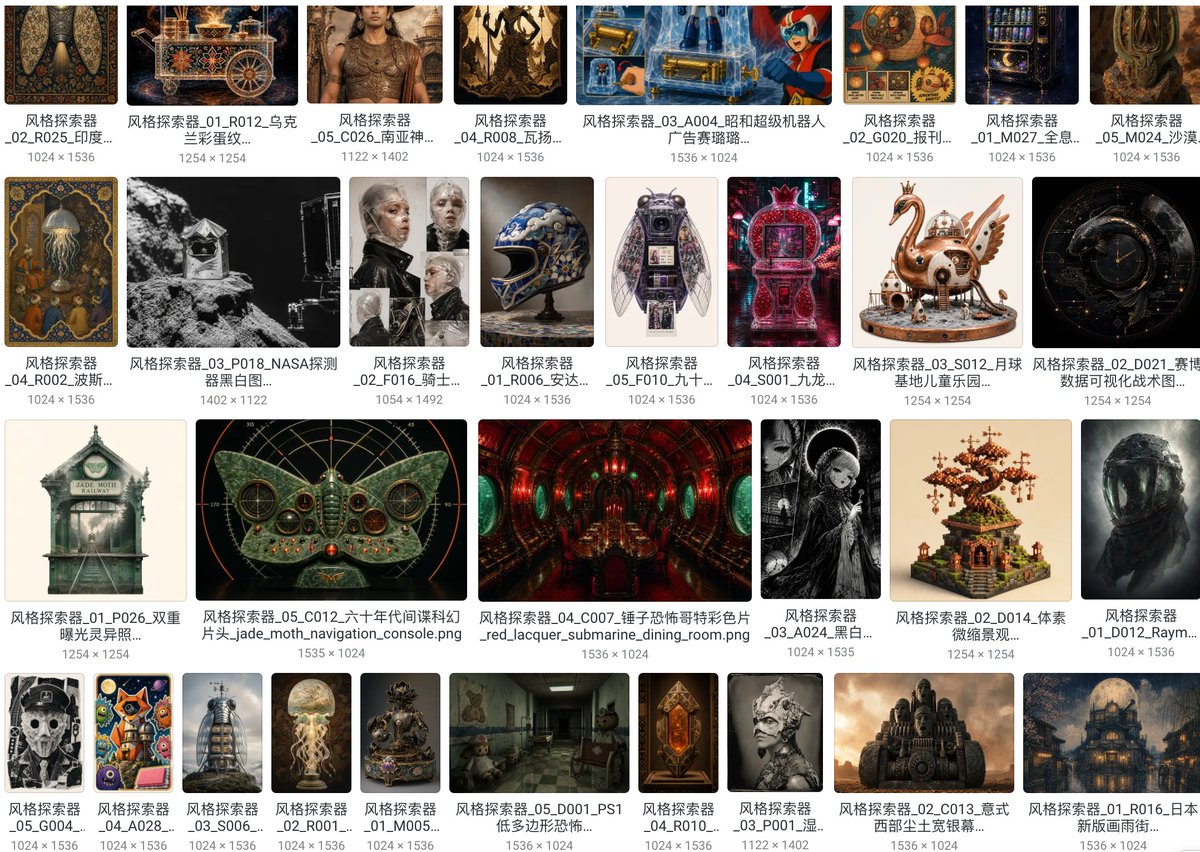 风格探索器
_02_R025_印度…
1024 × 1536
风格探索器_01_R012_乌克
兰彩蛋纹…
1254 × 1254
风格探索器
_05_C026_南亚神…
1122 × 1402
风格探索器
_04_R008_瓦扬…
1024 × 1536
风格探索器_03_A004_昭和超级机器人
广告赛璐璐…
1536 × 1024
ADVENTURE
AWAITS!
风格探索器
_02_G020_报刊…
1024 × 1536
风格探索器
_01_M027_全息…
1024 × 1536
风格探索器
_05_M024_沙漠…
1024 × 1536
风格探索器
_04_R002_波斯…
1024 × 1536
风格探索器_03_P018_NASA探测
器黑白图…
1402 × 1122
风格探索器
_02_F016_骑士…
1054 × 1492
风格探索器
_01_R006_安达…
1024 × 1536
风格探索器
_05_F010_九十…
1024 × 1536
风格探索器
_04_S001_九龙…
1024 × 1536
风格探索器_03_S012_月球
基地儿童乐园…
1254 × 1254
风格探索器_02_D021_赛博
数据可视化战术图…
1254 × 1254
JADE MOTH
RAILWAY
风格探索器_01_P026_双重
曝光灵异照…
1254 × 1254
315
45
270
90
风格探索器_05_C012_六十年代间谍科幻
片头_jade_moth_navigation_console.png
1535 × 1024
风格探索器_04_C007_锤子恐怖哥特彩色片
_red_lacquer_submarine_dining_room.png
1536 × 1024
风格探索器
_03_A024_黑白…
1024 × 1535
风格探索器_02_D014_体素
微缩景观…
1254 × 1254
风格探索器
_01_D012_Raym…
1024 × 1536
风格探索器
_05_G004_…
1024 × 1536
风格探索器
_04_A028_…
1024 × 1536
风格探索器
_03_S006_…
1024 × 1536
风格探索器
_02_R001_…
1024 × 1536
风格探索器
_01_M005_…
1024 × 1536
风格探索器_05_D001_PS1
低多边形恐怖…
1536 × 1024
风格探索器
_04_R010_…
1024 × 1536
风格探索器
_03_P001_湿…
1122 × 1402
风格探索器_02_C013_意式
西部尘土宽银幕…
1536 × 1024
风格探索器_01_R016_日本
新版画雨街…
1536 × 1024